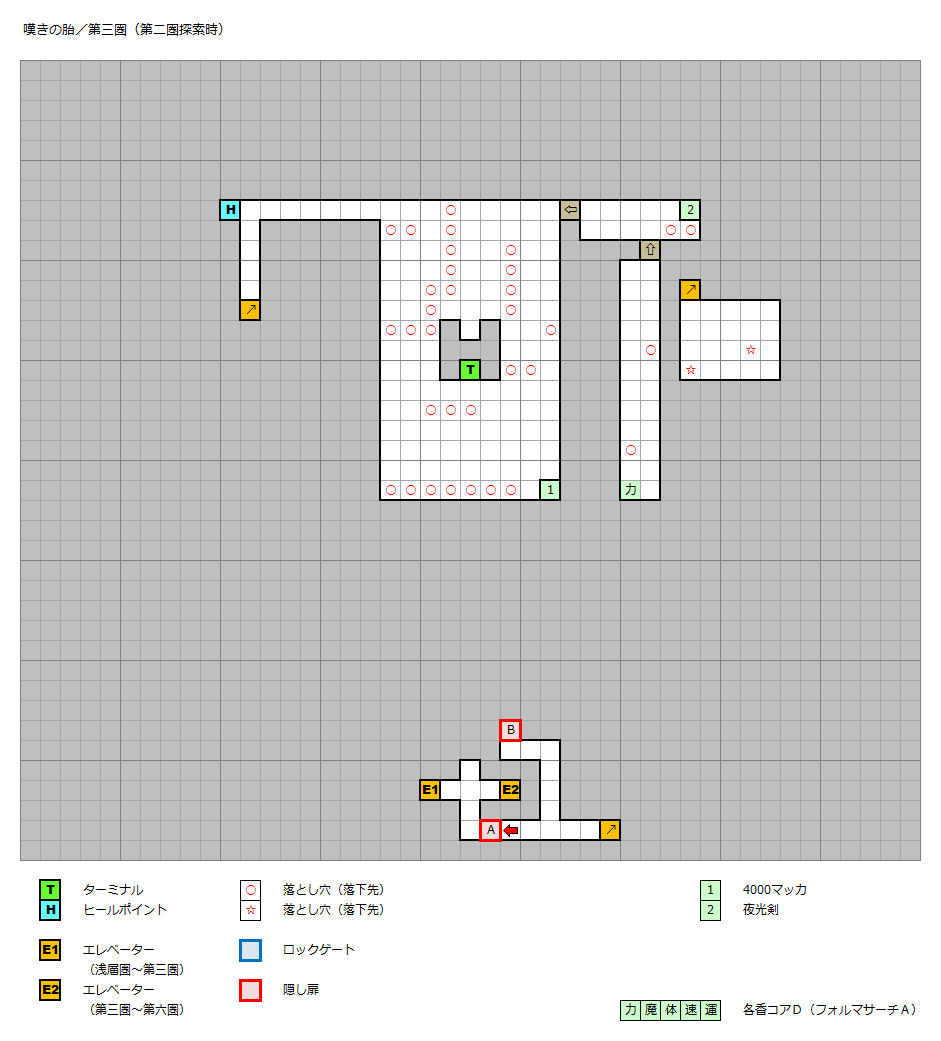 嘆きの胎／第三圏（第二圏探索時）
H
2
T
1
力
B
E1
E2
A
T ターミナル
○ 落とし穴（落下先）
1 4000マッカ
H ヒールポイント
☆ 落とし穴（落下先）
2 夜光剣
E1 エレベーター
（浅層圏～第三圏）
ロックゲート
E2 エレベーター
（第三圏～第六圏）
隠し扉
力 魔 体 速 運 各香コアD（フォルマサーチA）